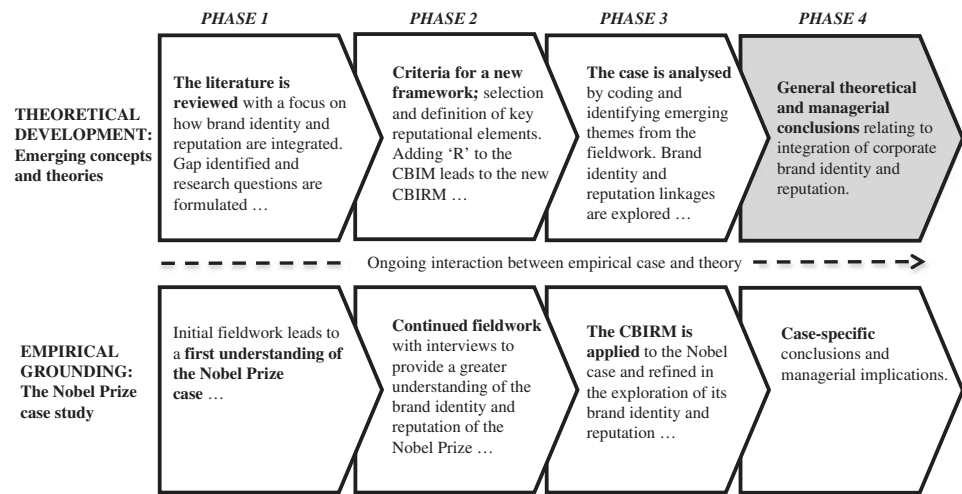 PHASE 1
PHASE 2
PHASE 3
PHASE 4
THEORETICAL
DEVELOPMENT:
Emerging concepts
and theories
The literature is
reviewed with a focus on
how brand identity and
reputation are integrated.
Gap identified and
research questions are
formulated …
Criteria for a new
framework; selection
and definition of key
reputational elements.
Adding ‘R’ to the
CBIM leads to the new
CBIRM …
The case is analysed
by coding and
identifying emerging
themes from the
fieldwork. Brand
identity and
reputation linkages
are explored …
General theoretical
and managerial
conclusions relating to
integration of corporate
brand identity and
reputation.
Ongoing interaction between empirical case and theory
EMPIRICAL
GROUNDING:
The Nobel Prize
case study
Initial fieldwork leads to
a first understanding of
the Nobel Prize
case …
Continued fieldwork
with interviews to
provide a greater
understanding of the
brand identity and
reputation of the
Nobel Prize …
The CBIRM is
applied to the Nobel
case and refined in
the exploration of its
brand identity and
reputation …
Case-specific
conclusions and
managerial implications.